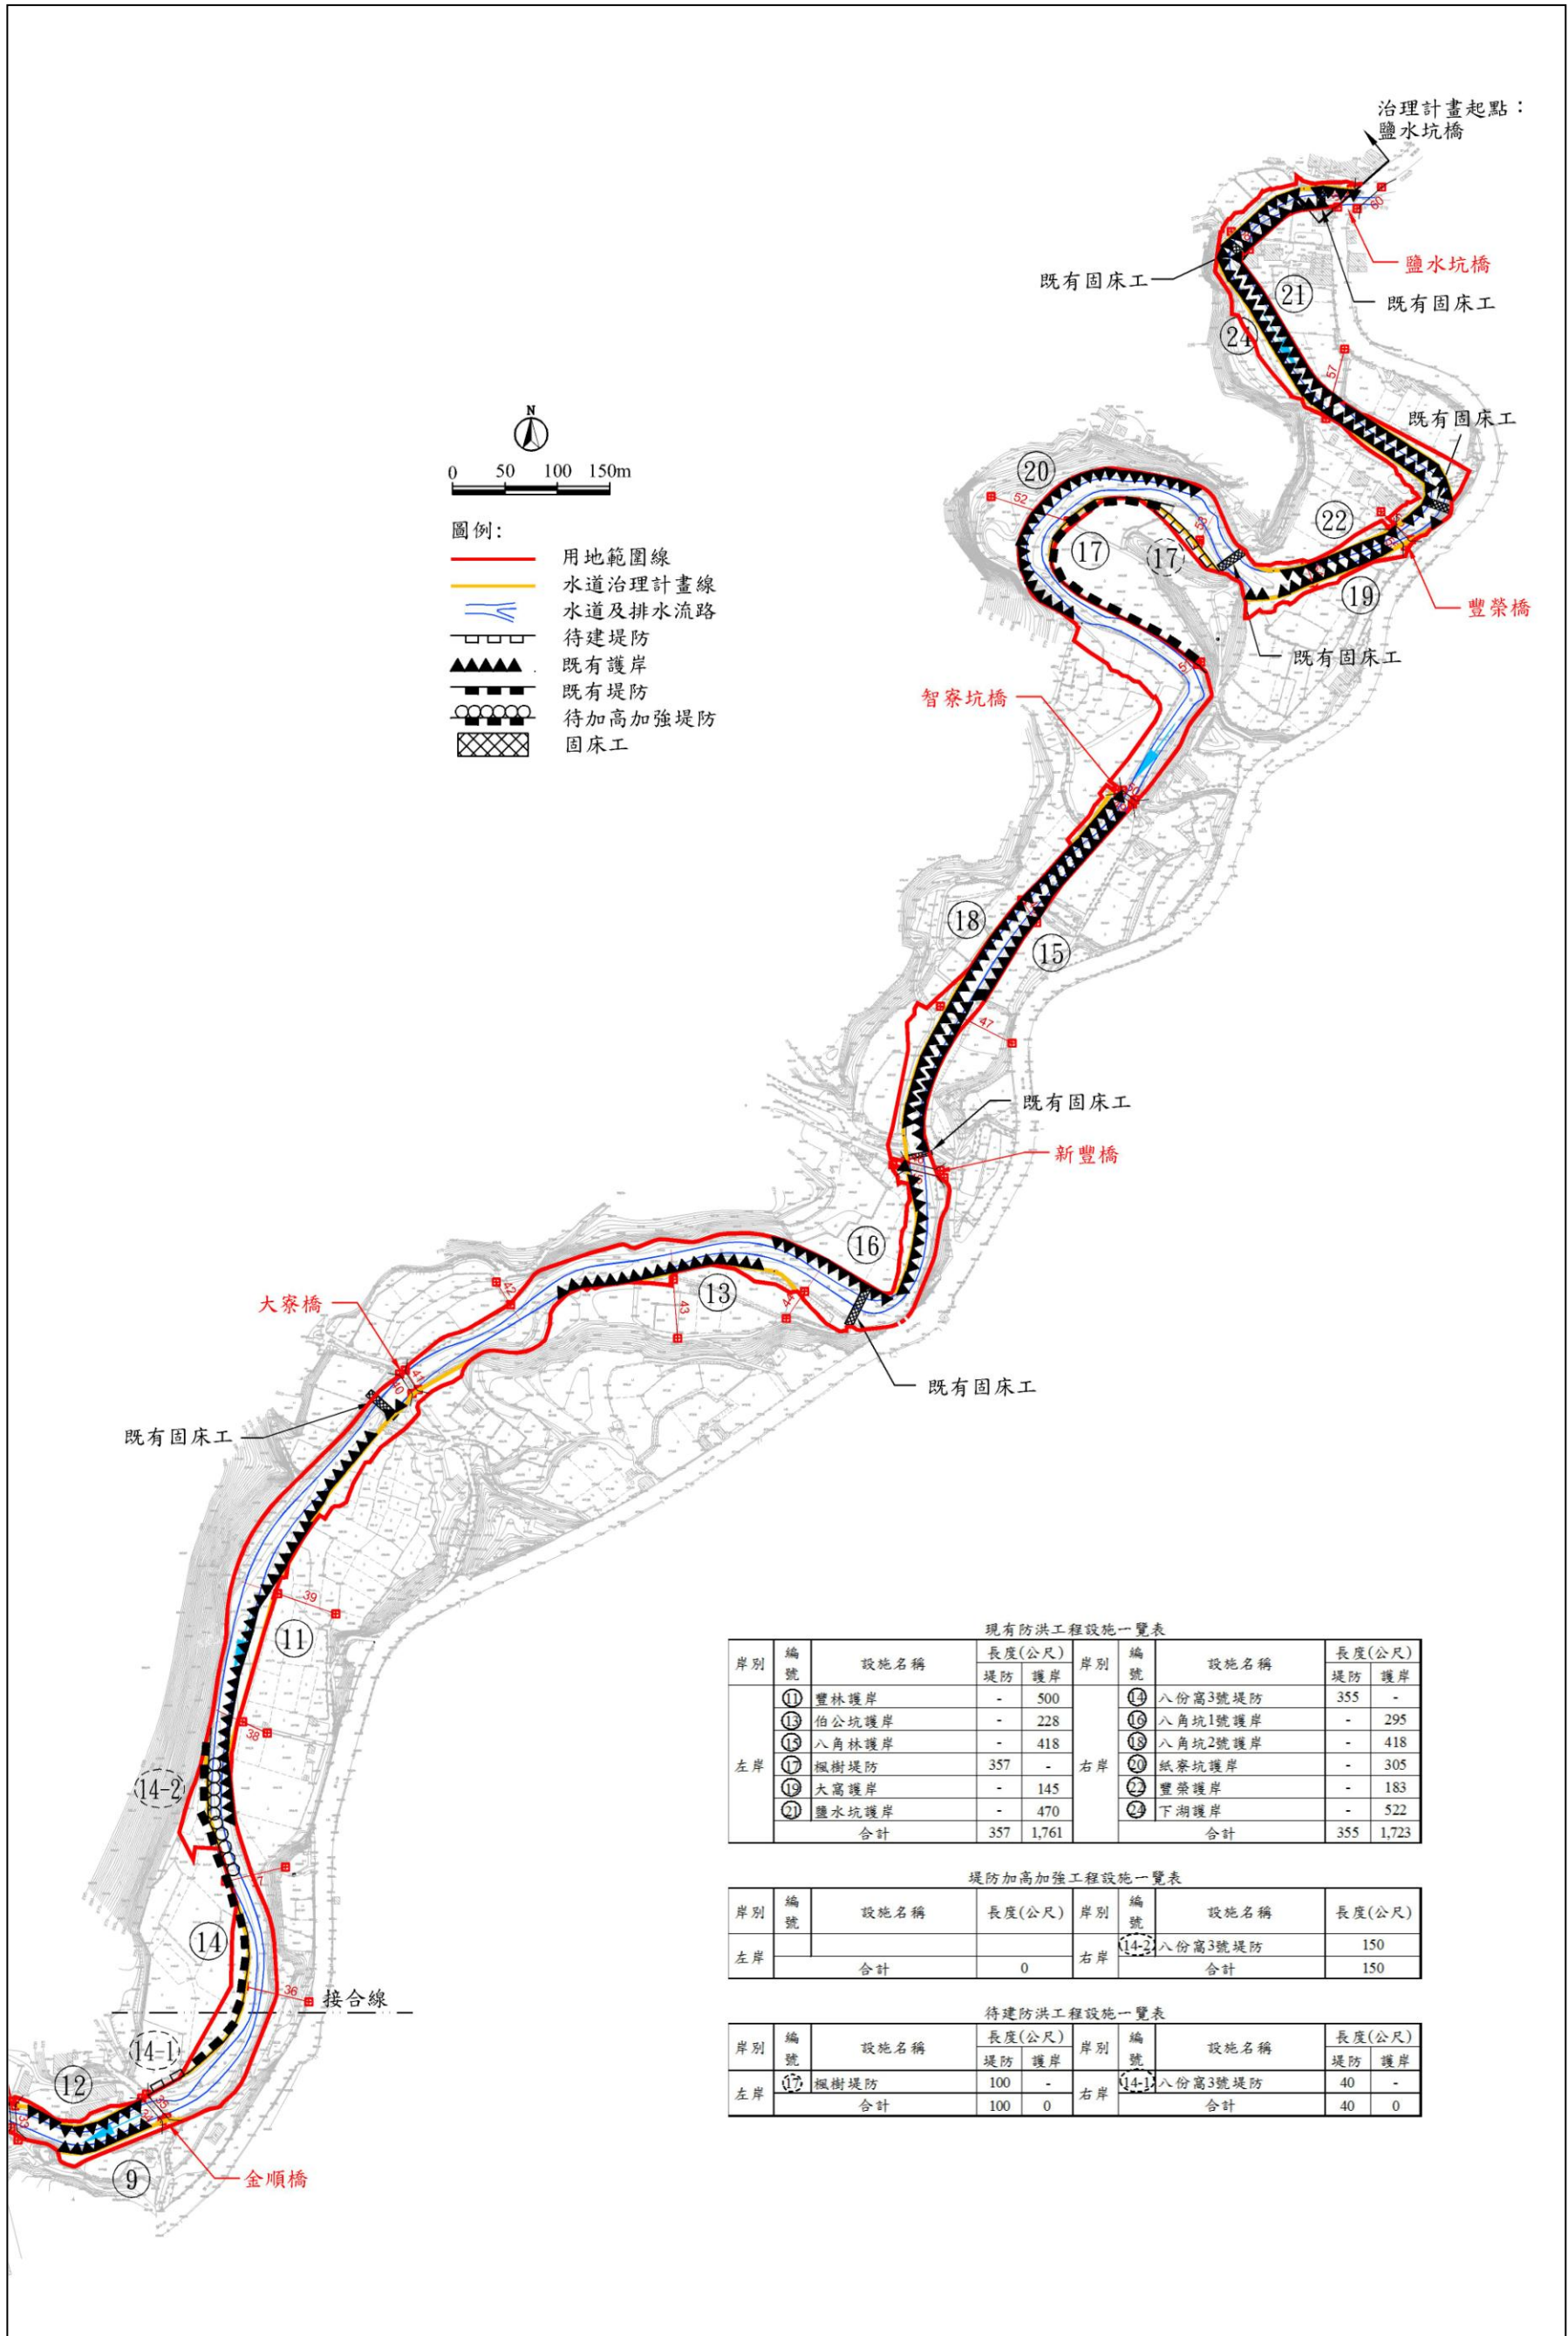 治理計畫起點：
鹽水坑橋
60
鹽水坑橋
既有固床工
既有固床工
21
24
57
既有固床工
N
0 50 100 150m
圖例:
用地範圍線
水道治理計畫線
水道及排水流路
待建堤防
既有護岸
既有堤防
待加高加強堤防
固床工
20
52
53
22
17
17
19
豐榮橋
既有固床工
智寮坑橋
18
15
47
既有固床工
新豐橋
16
13
42
43
44
大寮橋
41
40
既有固床工
既有固床工
39
11
38
14-2
14
36
接合線
14-1
12
35
34
33
9
金順橋
現有防洪工程設施一覽表
岸別 編號 設施名稱 長度(公尺) 岸別 編號 設施名稱 長度(公尺)
堤防 護岸 堤防 護岸
左岸 11 豐林護岸 - 500 右岸 14 八份窩3號堤防 355 -
13 伯公坑護岸 - 228 16 八角坑1號護岸 - 295
15 八角林護岸 - 418 18 八角坑2號護岸 - 418
17 楓樹堤防 357 - 20 紙寮坑護岸 - 305
19 大窩護岸 - 145 22 豐榮護岸 - 183
21 鹽水坑護岸 - 470 24 下湖護岸 - 522
合計 357 1,761 合計 355 1,723
堤防加高加強工程設施一覽表
岸別 編號 設施名稱 長度(公尺) 岸別 編號 設施名稱 長度(公尺)
左岸 右岸 14-2 八份窩3號堤防 150
合計 0 合計 150
待建防洪工程設施一覽表
岸別 編號 設施名稱 長度(公尺) 岸別 編號 設施名稱 長度(公尺)
堤防 護岸 堤防 護岸
左岸 17 楓樹堤防 100 - 右岸 14-1 八份窩3號堤防 40 -
合計 100 0 合計 40 0